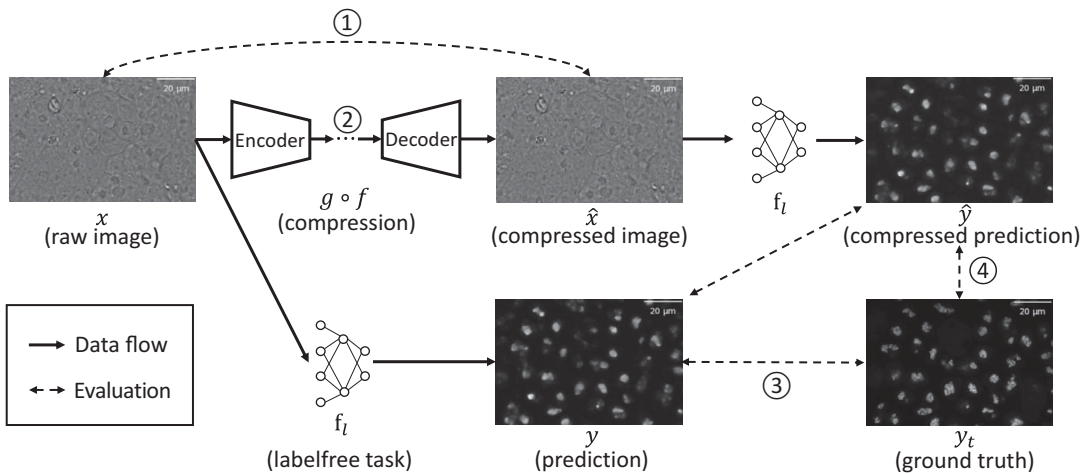 ①
20 μm
20 μm
20 μm
Encoder
②
Decoder
g ∘ f
(compression)
f_l
x
(raw image)
x̂
(compressed image)
ŷ
(compressed prediction)
④
20 μm
20 μm
Data flow
Evaluation
③
f_l
(labelfree task)
y
(prediction)
y_t
(ground truth)